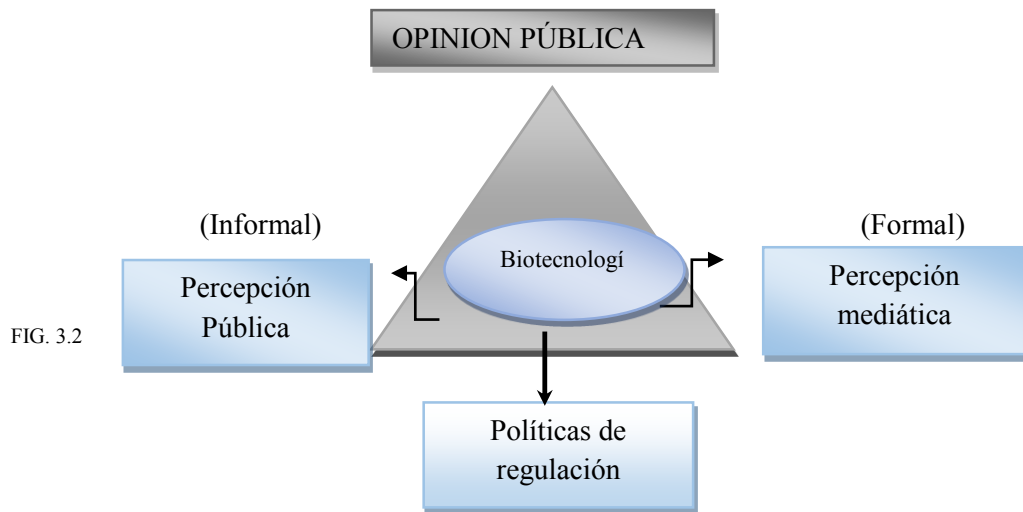 OPINION PÚBLICA
(Informal)
(Formal)
Biotecnologí
Percepción
Pública
Percepción
mediática
FIG. 3.2
Políticas de
regulación